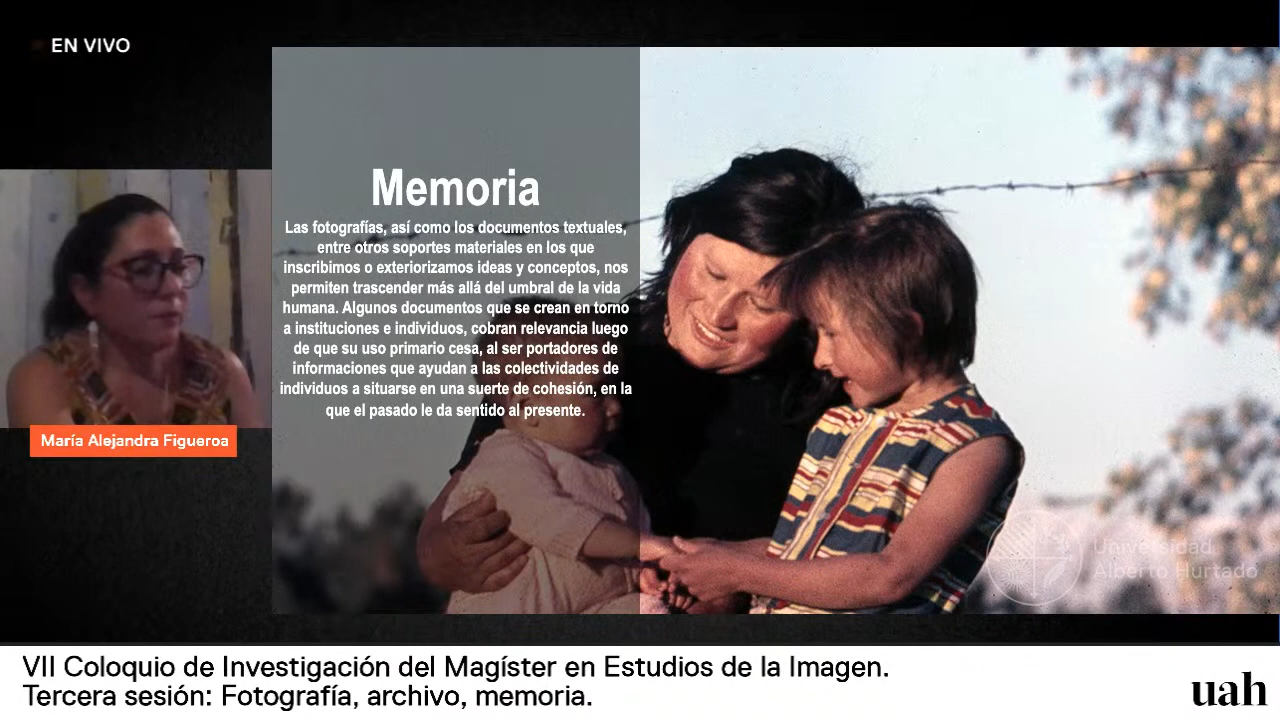 EN VIVO
Memoria
Las fotografías, así como los documentos textuales,
entre otros soportes materiales en los que
inscribimos o exteriorizamos ideas y conceptos, nos
permiten trascender más allá del umbral de la vida
humana. Algunos documentos que se crean en torno
a instituciones e individuos, cobran relevancia luego
de que su uso primario cesa, al ser portadores de
informaciones que ayudan a las colectividades de
individuos a situarse en una suerte de cohesión, en la
que el pasado le da sentido al presente.
María Alejandra Figueroa
Universidad
Alberto Hurtado
VII Coloquio de Investigación del Magíster en Estudios de la Imagen.
Tercera sesión: Fotografía, archivo, memoria.
uah